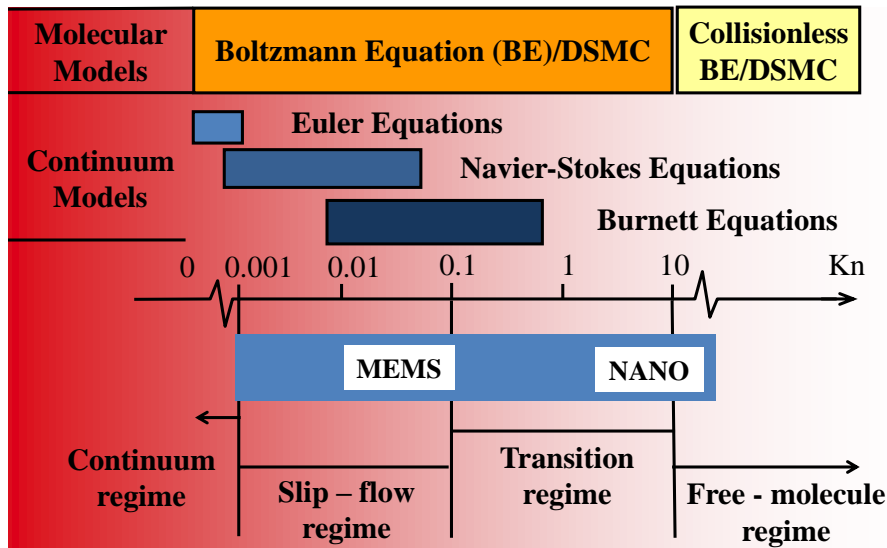 Molecular
Models
Boltzmann Equation (BE)/DSMC
Collisionless
BE/DSMC
Continuum
Models
Euler Equations
Navier-Stokes Equations
Burnett Equations
0 0.001 0.01 0.1 1 10 Kn
MEMS NANO
Continuum
regime
Slip – flow
regime
Transition
regime
Free - molecule
regime